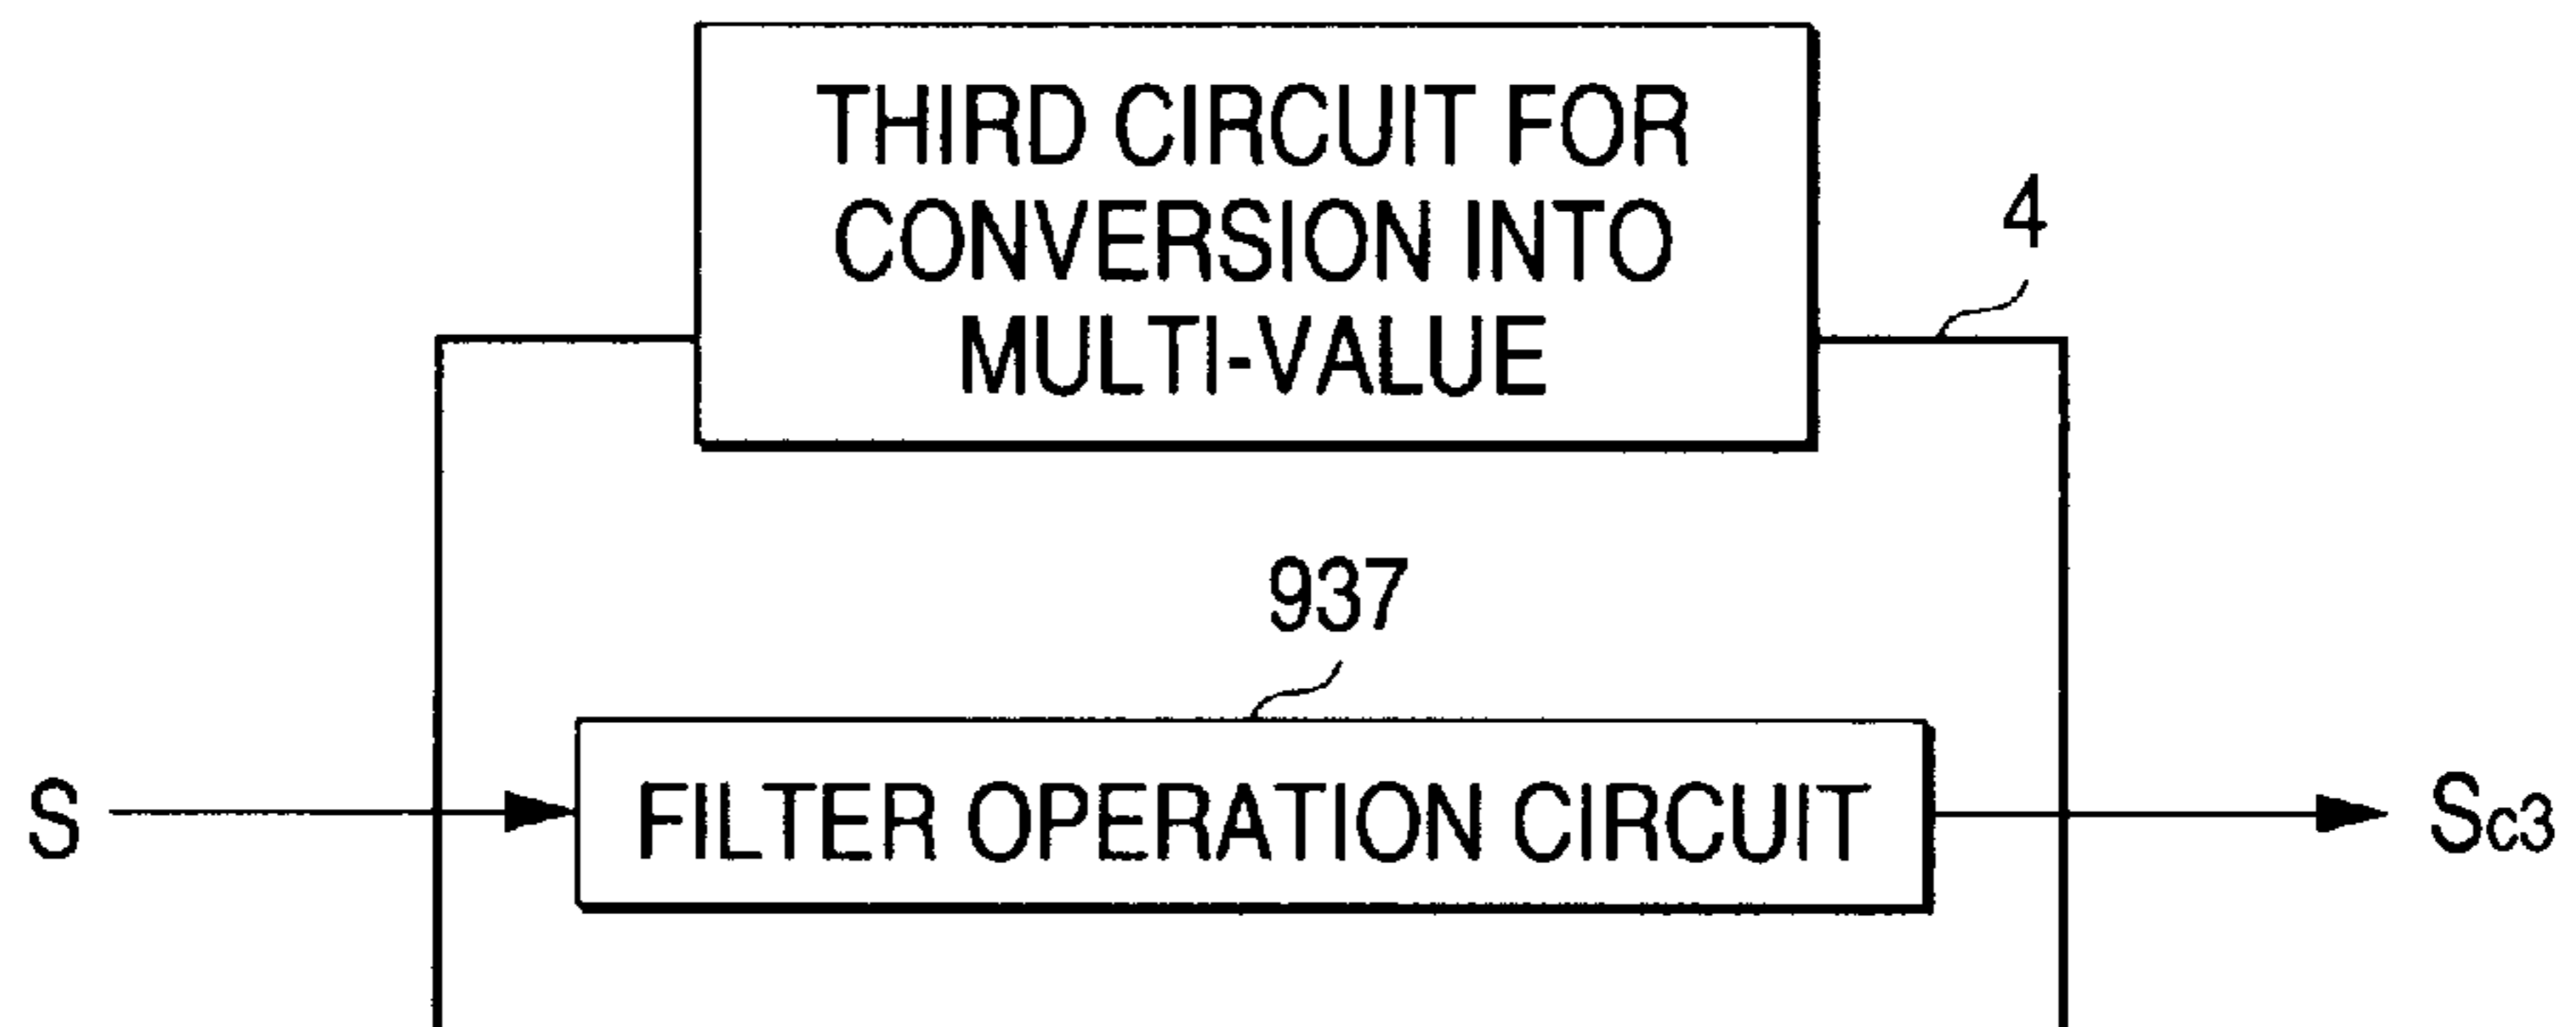 THIRD CIRCUIT FOR
CONVERSION INTO
MULTI-VALUE
4
937
S
FILTER OPERATION CIRCUIT
Sc3